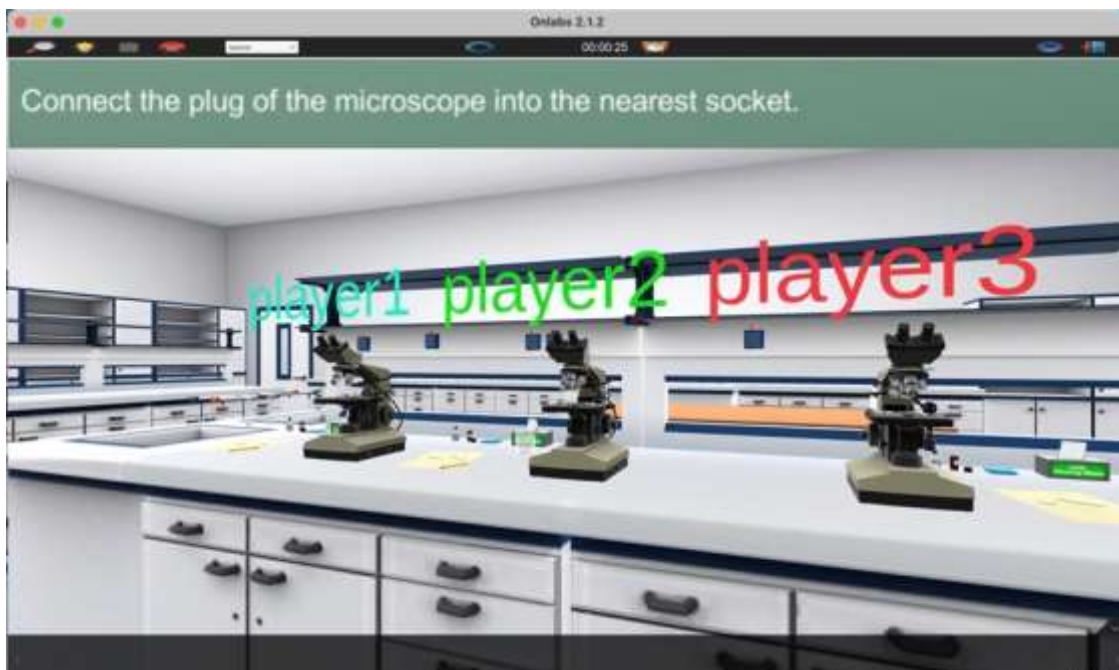 Onlabs 2.1.2
00:00:25
Connect the plug of the microscope into the nearest socket.
player1
player2
player3